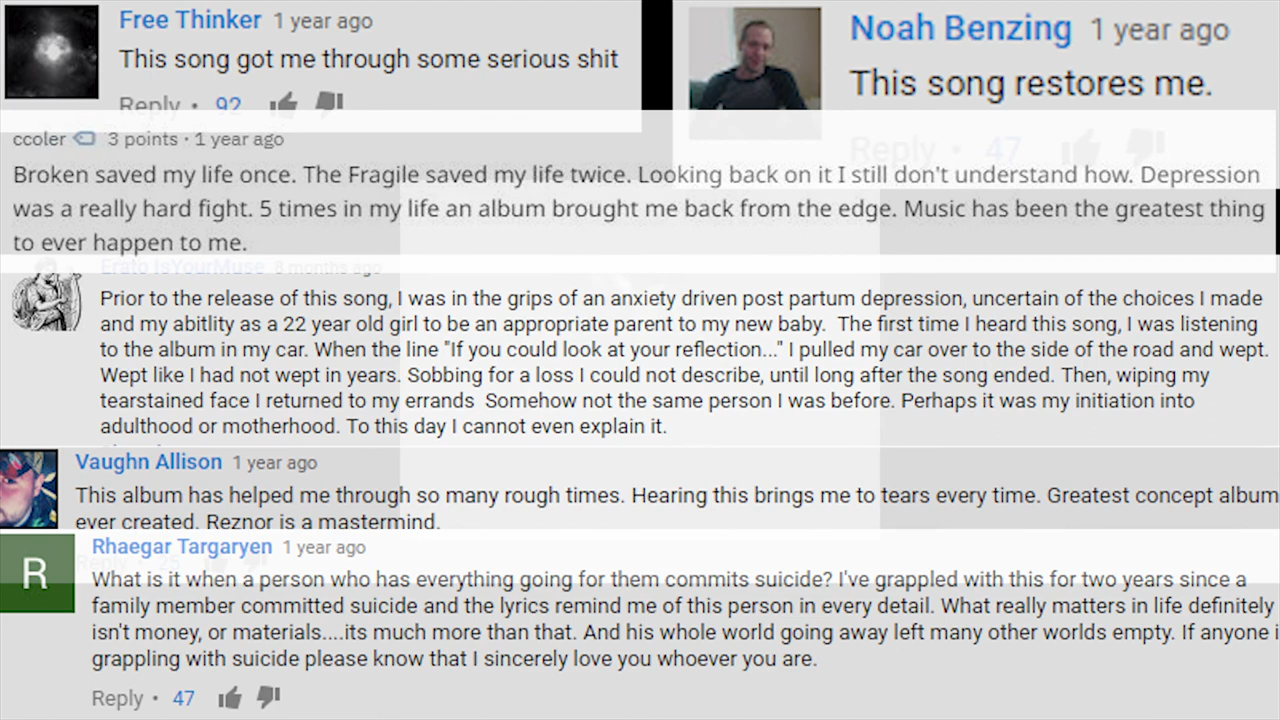 Free Thinker 1 year ago
This song got me through some serious shit
Reply • 92
Noah Benzing 1 year ago
This song restores me.
Reply • 47
ccoler 3 points · 1 year ago
Broken saved my life once. The Fragile saved my life twice. Looking back on it I still don't understand how. Depression
was a really hard fight. 5 times in my life an album brought me back from the edge. Music has been the greatest thing
to ever happen to me.
Erato IsYourMuse 8 months ago
Prior to the release of this song, I was in the grips of an anxiety driven post partum depression, uncertain of the choices I made
and my abitlity as a 22 year old girl to be an appropriate parent to my new baby. The first time I heard this song, I was listening
to the album in my car. When the line "If you could look at your reflection..." I pulled my car over to the side of the road and wept.
Wept like I had not wept in years. Sobbing for a loss I could not describe, until long after the song ended. Then, wiping my
tearstained face I returned to my errands Somehow not the same person I was before. Perhaps it was my initiation into
adulthood or motherhood. To this day I cannot even explain it.
Vaughn Allison 1 year ago
This album has helped me through so many rough times. Hearing this brings me to tears every time. Greatest concept album
ever created. Reznor is a mastermind.
Reply • 25
R
Rhaegar Targaryen 1 year ago
What is it when a person who has everything going for them commits suicide? I've grappled with this for two years since a
family member committed suicide and the lyrics remind me of this person in every detail. What really matters in life definitely
isn't money, or materials....its much more than that. And his whole world going away left many other worlds empty. If anyone i
grappling with suicide please know that I sincerely love you whoever you are.
Reply • 47